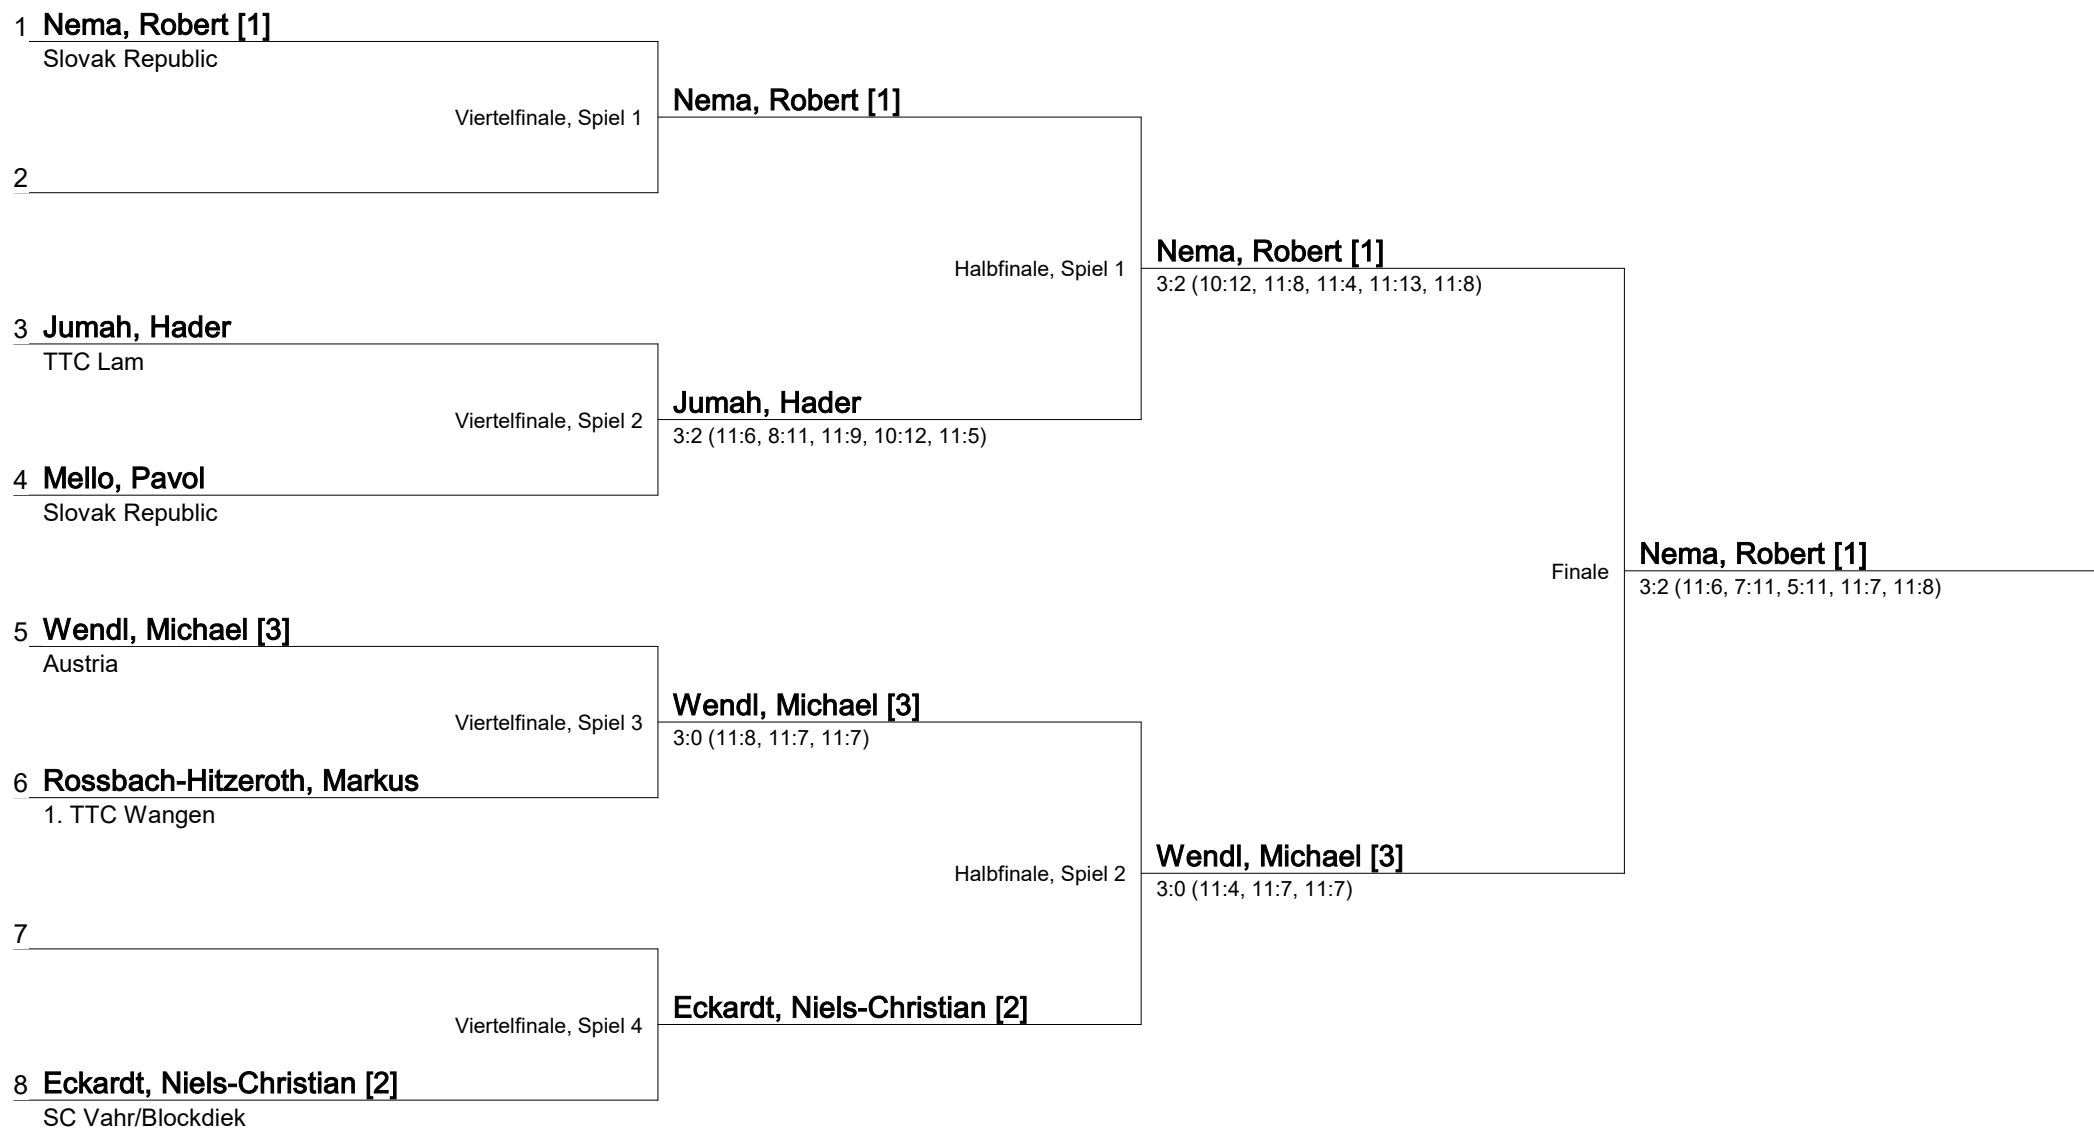 1 Nema, Robert [1]
Slovak Republic
Viertelfinale, Spiel 1
Nema, Robert [1]
2
Halbfinale, Spiel 1
Nema, Robert [1]
3:2 (10:12, 11:8, 11:4, 11:13, 11:8)
3 Jumah, Hader
TTC Lam
Viertelfinale, Spiel 2
Jumah, Hader
3:2 (11:6, 8:11, 11:9, 10:12, 11:5)
4 Mello, Pavol
Slovak Republic
Finale
Nema, Robert [1]
3:2 (11:6, 7:11, 5:11, 11:7, 11:8)
5 Wendl, Michael [3]
Austria
Viertelfinale, Spiel 3
Wendl, Michael [3]
3:0 (11:8, 11:7, 11:7)
6 Rossbach-Hitzeroth, Markus
1. TTC Wangen
Halbfinale, Spiel 2
Wendl, Michael [3]
3:0 (11:4, 11:7, 11:7)
7
Viertelfinale, Spiel 4
Eckardt, Niels-Christian [2]
8 Eckardt, Niels-Christian [2]
SC Vahr/Blockdiek